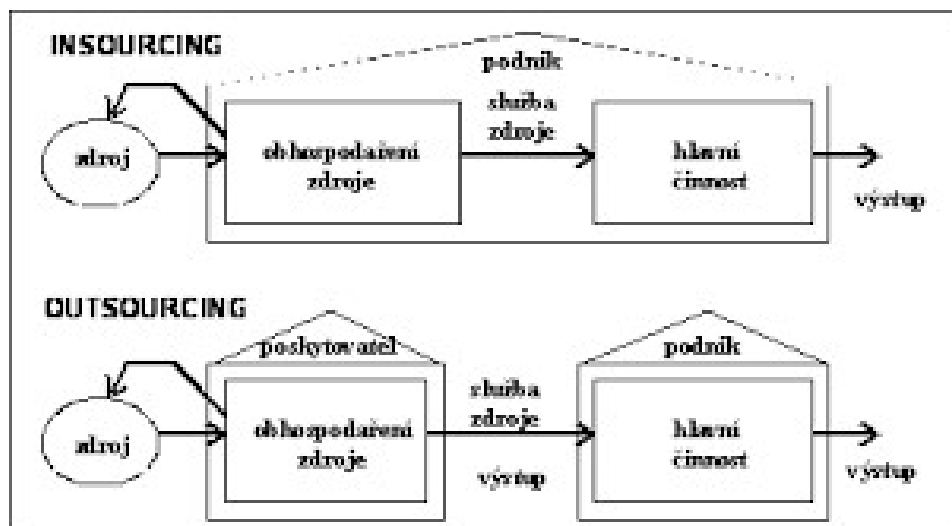 INSOURCING
podnik
služba
zdroje
zdroj
obhospodaření
zdroje
hlavní
činnost
výstup
OUTSOURCING
poskytovatel
podnik
služba
zdroje
zdroj
obhospodaření
zdroje
hlavní
činnost
výstup
výstup